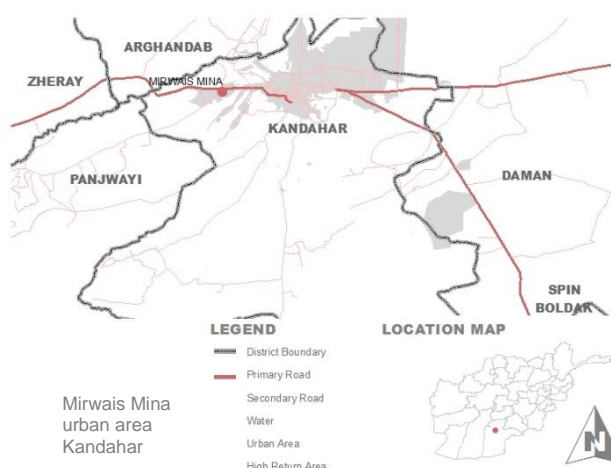 ARGHANDAB
ZHERAY
MIRWAIS MINA
KANDAHAR
PANJWAYI
DAMAN
SPIN
BOLDAK
LEGEND
District Boundary
Primary Road
Secondary Road
Water
Urban Area
High Return Area
LOCATION MAP
Mirwais Mina
urban area
Kandahar
N